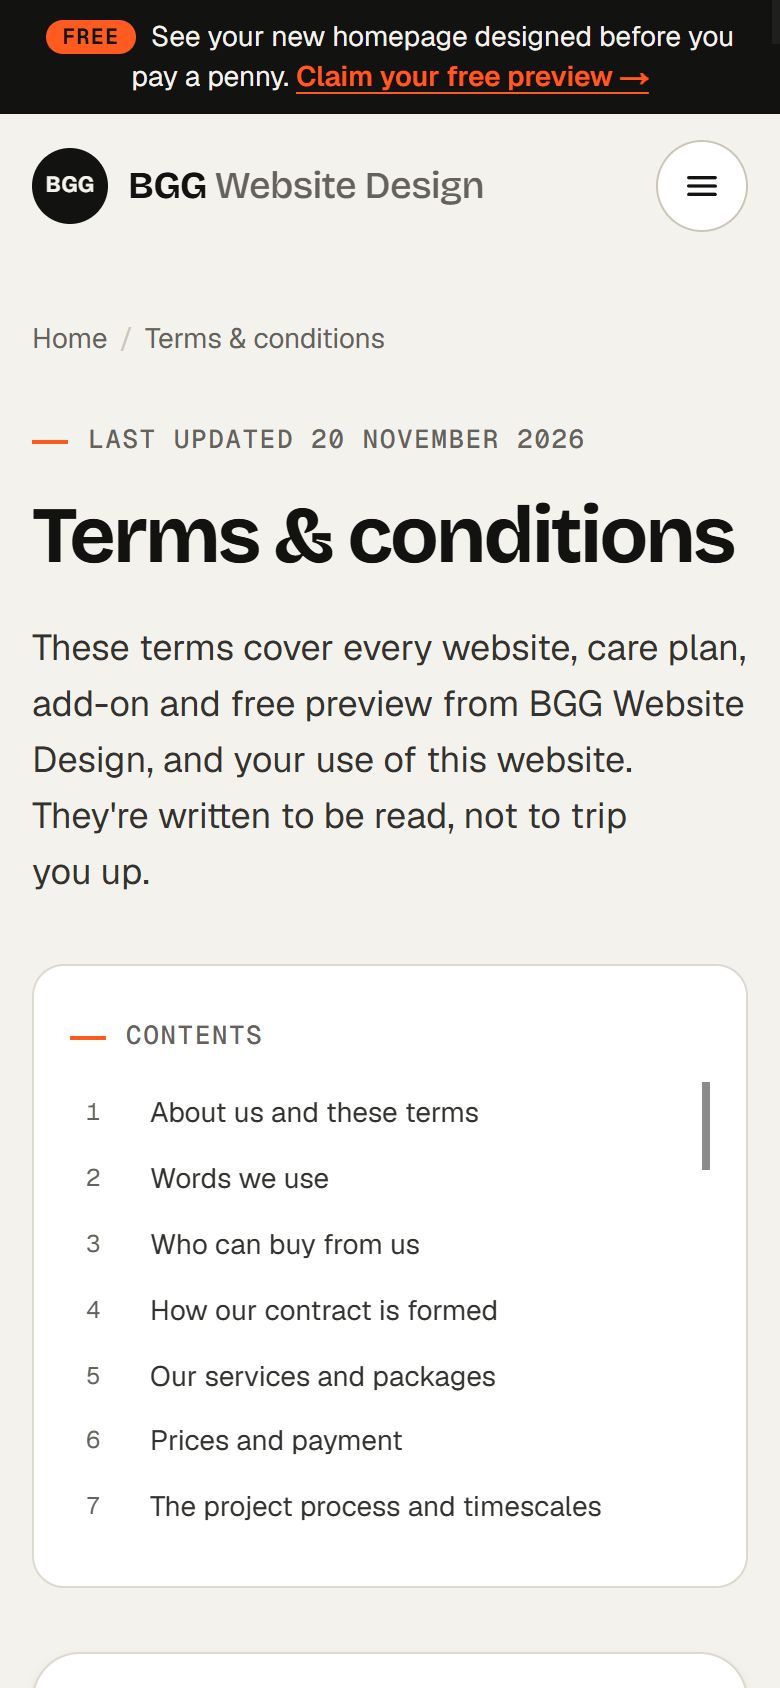 FREE See your new homepage designed before you
pay a penny. Claim your free preview →
BGG BGG Website Design
Home / Terms & conditions
LAST UPDATED 20 NOVEMBER 2026
Terms & conditions
These terms cover every website, care plan,
add-on and free preview from BGG Website
Design, and your use of this website.
They're written to be read, not to trip
you up.
CONTENTS
1 About us and these terms
2 Words we use
3 Who can buy from us
4 How our contract is formed
5 Our services and packages
6 Prices and payment
7 The project process and timescales